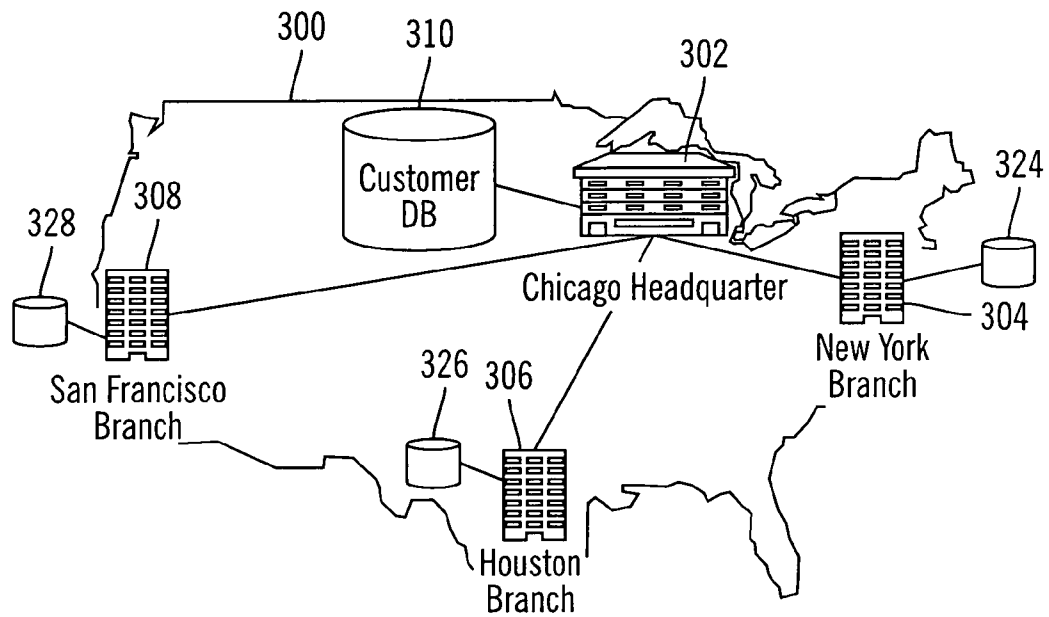 300
310
302
Customer
DB
324
308
328
Chicago Headquarter
304
New York
Branch
326
306
San Francisco
Branch
Houston
Branch